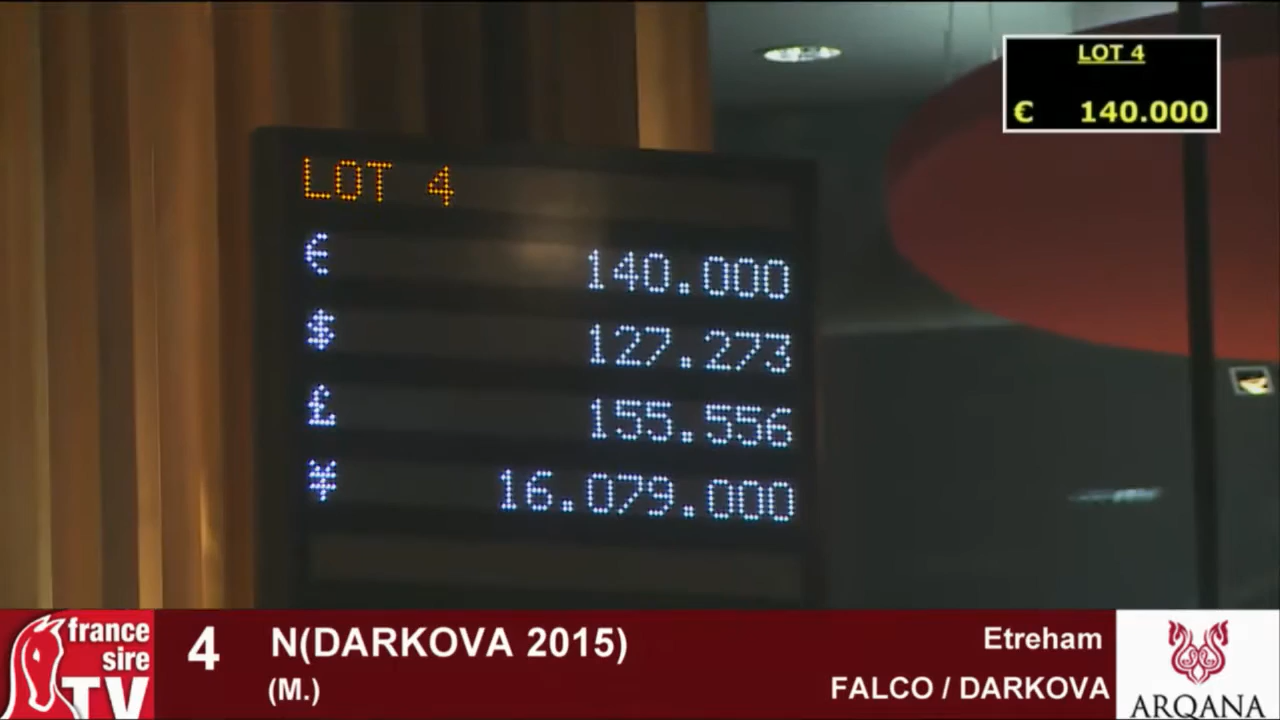 LOT 4
€ 140.000
LOT 4
€ 140.000
$ 127.273
£ 155.556
¥ 16.079.000
france
sire
TV
4 N(DARKOVA 2015)
(M.)
Etreham
FALCO / DARKOVA
ARQANA